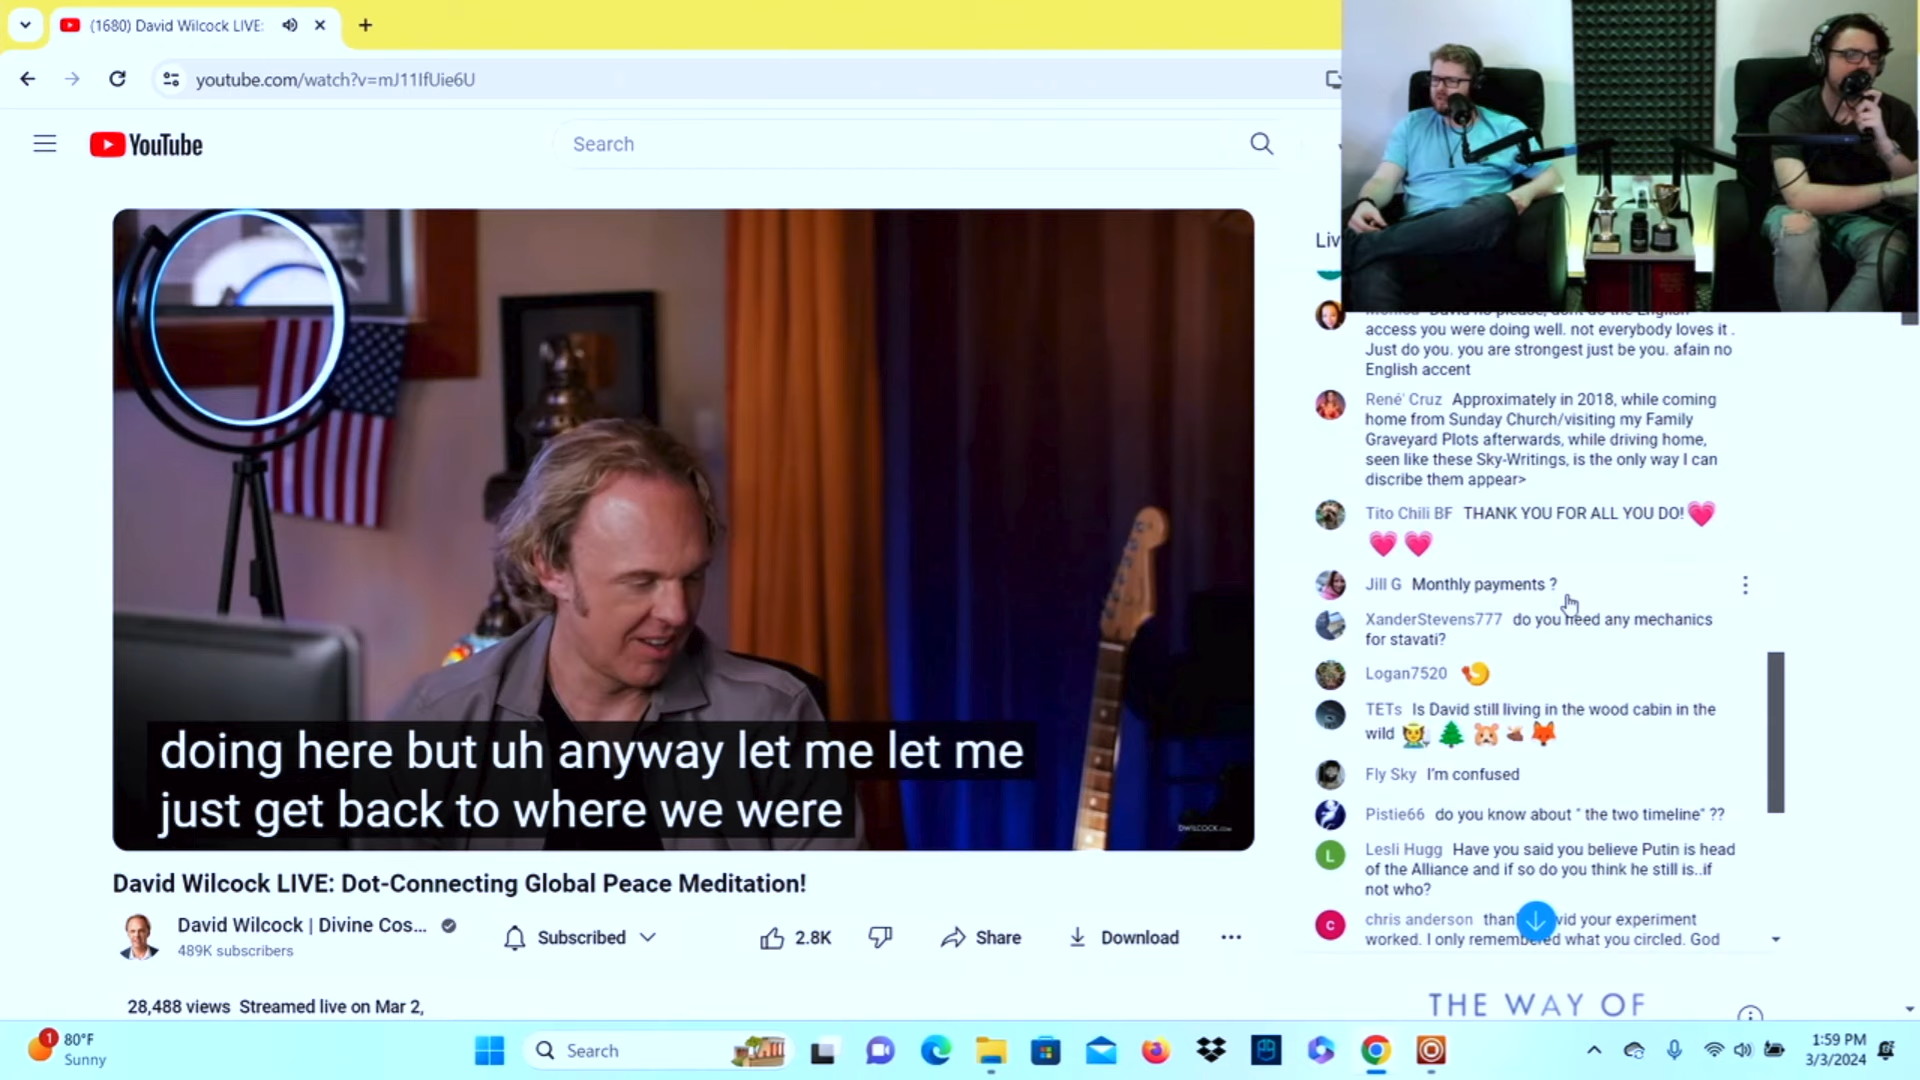 (1680) David Wilcock LIVE:
youtube.com/watch?v=mJ11IfUie6U
YouTube
Search
Liv
access you were doing well. not everybody loves it .
Just do you. you are strongest just be you. afain no
English accent
René' Cruz Approximately in 2018, while coming
home from Sunday Church/visiting my Family
Graveyard Plots afterwards, while driving home,
seen like these Sky-Writings, is the only way I can
discribe them appear>
Tito Chili BF THANK YOU FOR ALL YOU DO!
Jill G Monthly payments ?
XanderStevens777 do you need any mechanics
for stavati?
Logan7520
TETs Is David still living in the wood cabin in the
wild
Fly Sky I'm confused
Pistie66 do you know about " the two timeline" ??
L
Lesli Hugg Have you said you believe Putin is head
of the Alliance and if so do you think he still is..if
not who?
c
chris anderson than vid your experiment
worked. I only remembered what you circled. God
doing here but uh anyway let me let me
just get back to where we were
DWILCOCK.COM
David Wilcock LIVE: Dot-Connecting Global Peace Meditation!
David Wilcock | Divine Cos...
489K subscribers
Subscribed
2.8K
Share
Download
28,488 views Streamed live on Mar 2,
THE WAY OF
1
80°F
Sunny
Search
1:59 PM
3/3/2024